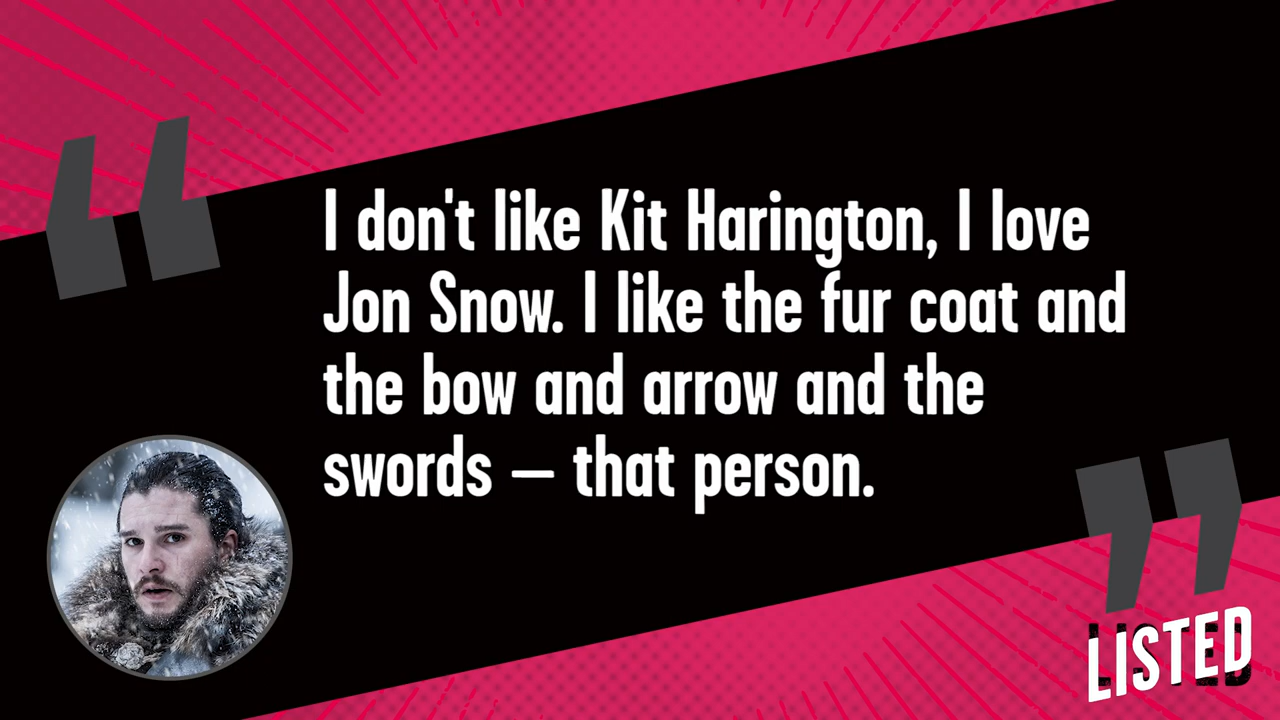 I don't like Kit Harington, I love
Jon Snow. I like the fur coat and
the bow and arrow and the
swords – that person.
LISTED